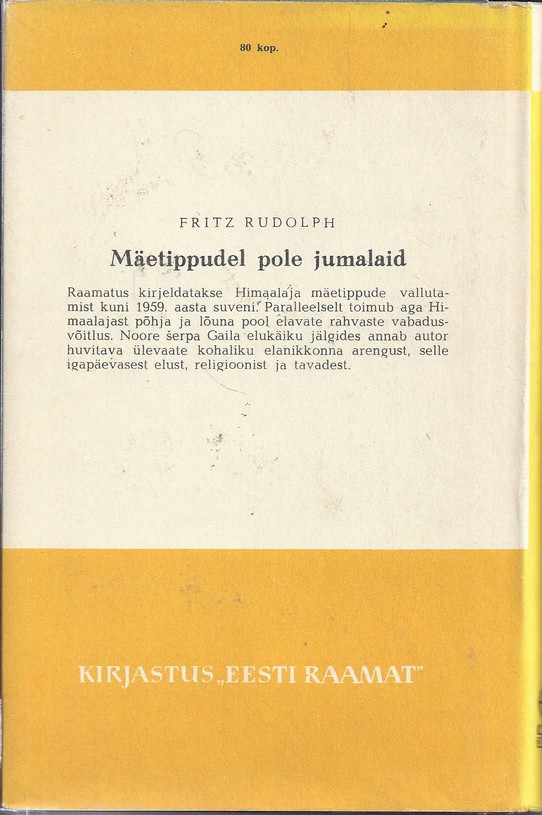 80 kop.
FRITZ RUDOLPH
Mäetippudel pole jumalaid
Raamatus kirjeldatakse Himaalaja mäetippude valluta-
mist kuni 1959. aasta suveni. Paralleelselt toimub aga Hi-
maalajast põhja ja lõuna pool elavate rahvaste vabadus-
võitlus. Noore šerpa Gaila elukäiku jälgides annab autor
huvitava ülevaate kohaliku elanikkonna arengust, selle
igapäevasest elust, religioonist ja tavadest.
KIRJASTUS „EESTI RAAMAT"